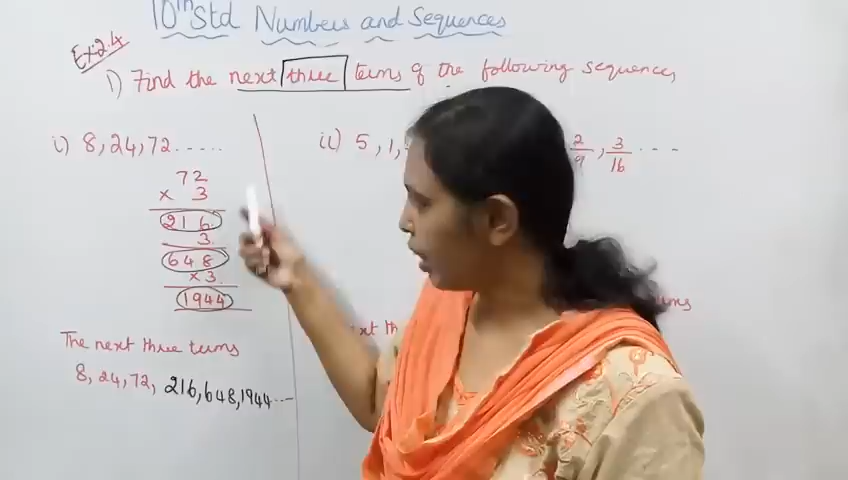 10th Std Numbers and Sequences
Ex:2.4
1) Find the next three terms of the following sequences,
i) 8, 24, 72 . . . . .
72
× 3
216
3
648
× 3
1944
The next three terms
8, 24, 72, 216, 648, 1944 ...
ii) 5, 1,
2/9, 3/16 - - -